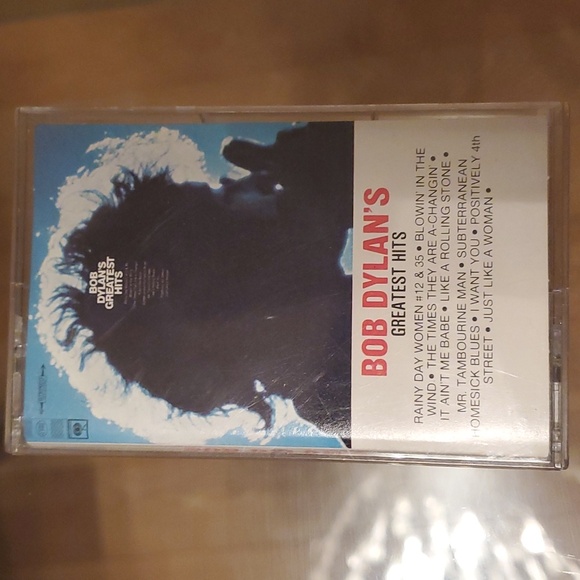 BOB
DYLAN'S
GREATEST
HITS
BOB DYLAN'S
GREATEST HITS
RAINY DAY WOMEN #12 & 35 • BLOWIN' IN THE
WIND • THE TIMES THEY ARE A-CHANGIN' •
IT AIN'T ME BABE • LIKE A ROLLING STONE •
MR. TAMBOURINE MAN • SUBTERRANEAN
HOMESICK BLUES • I WANT YOU • POSITIVELY 4th
STREET • JUST LIKE A WOMAN •